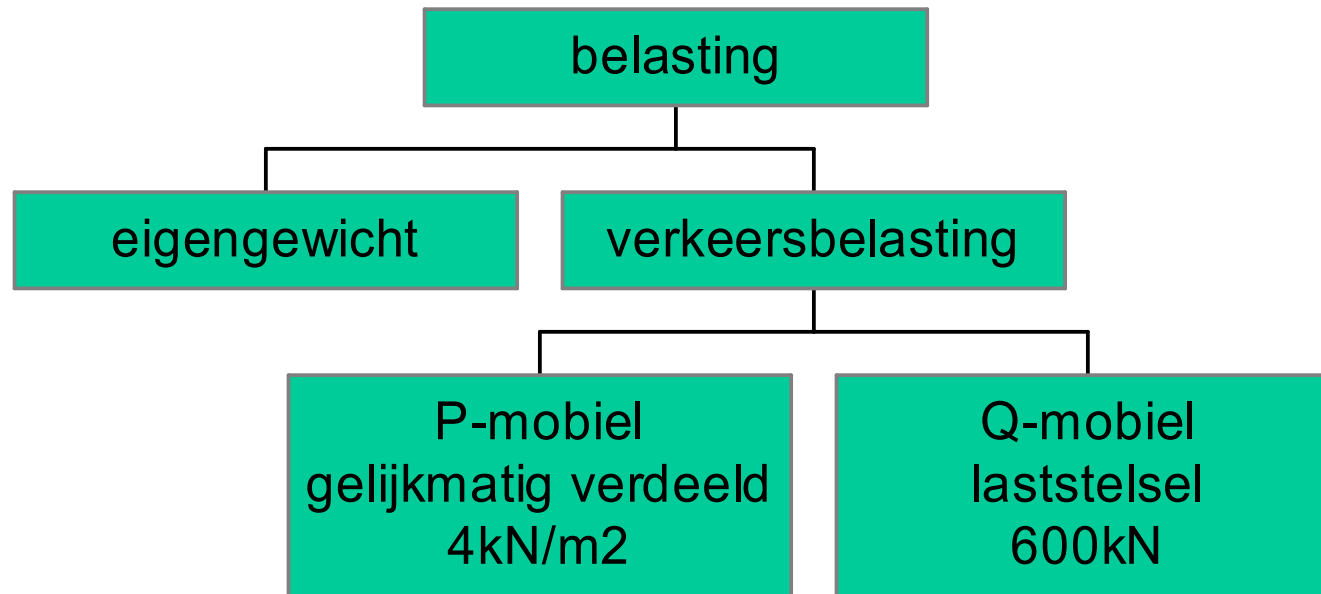 belasting
eigengewicht
verkeersbelasting
P-mobiel
gelijkmatig verdeeld
4kN/m2
Q-mobiel
laststelsel
600kN